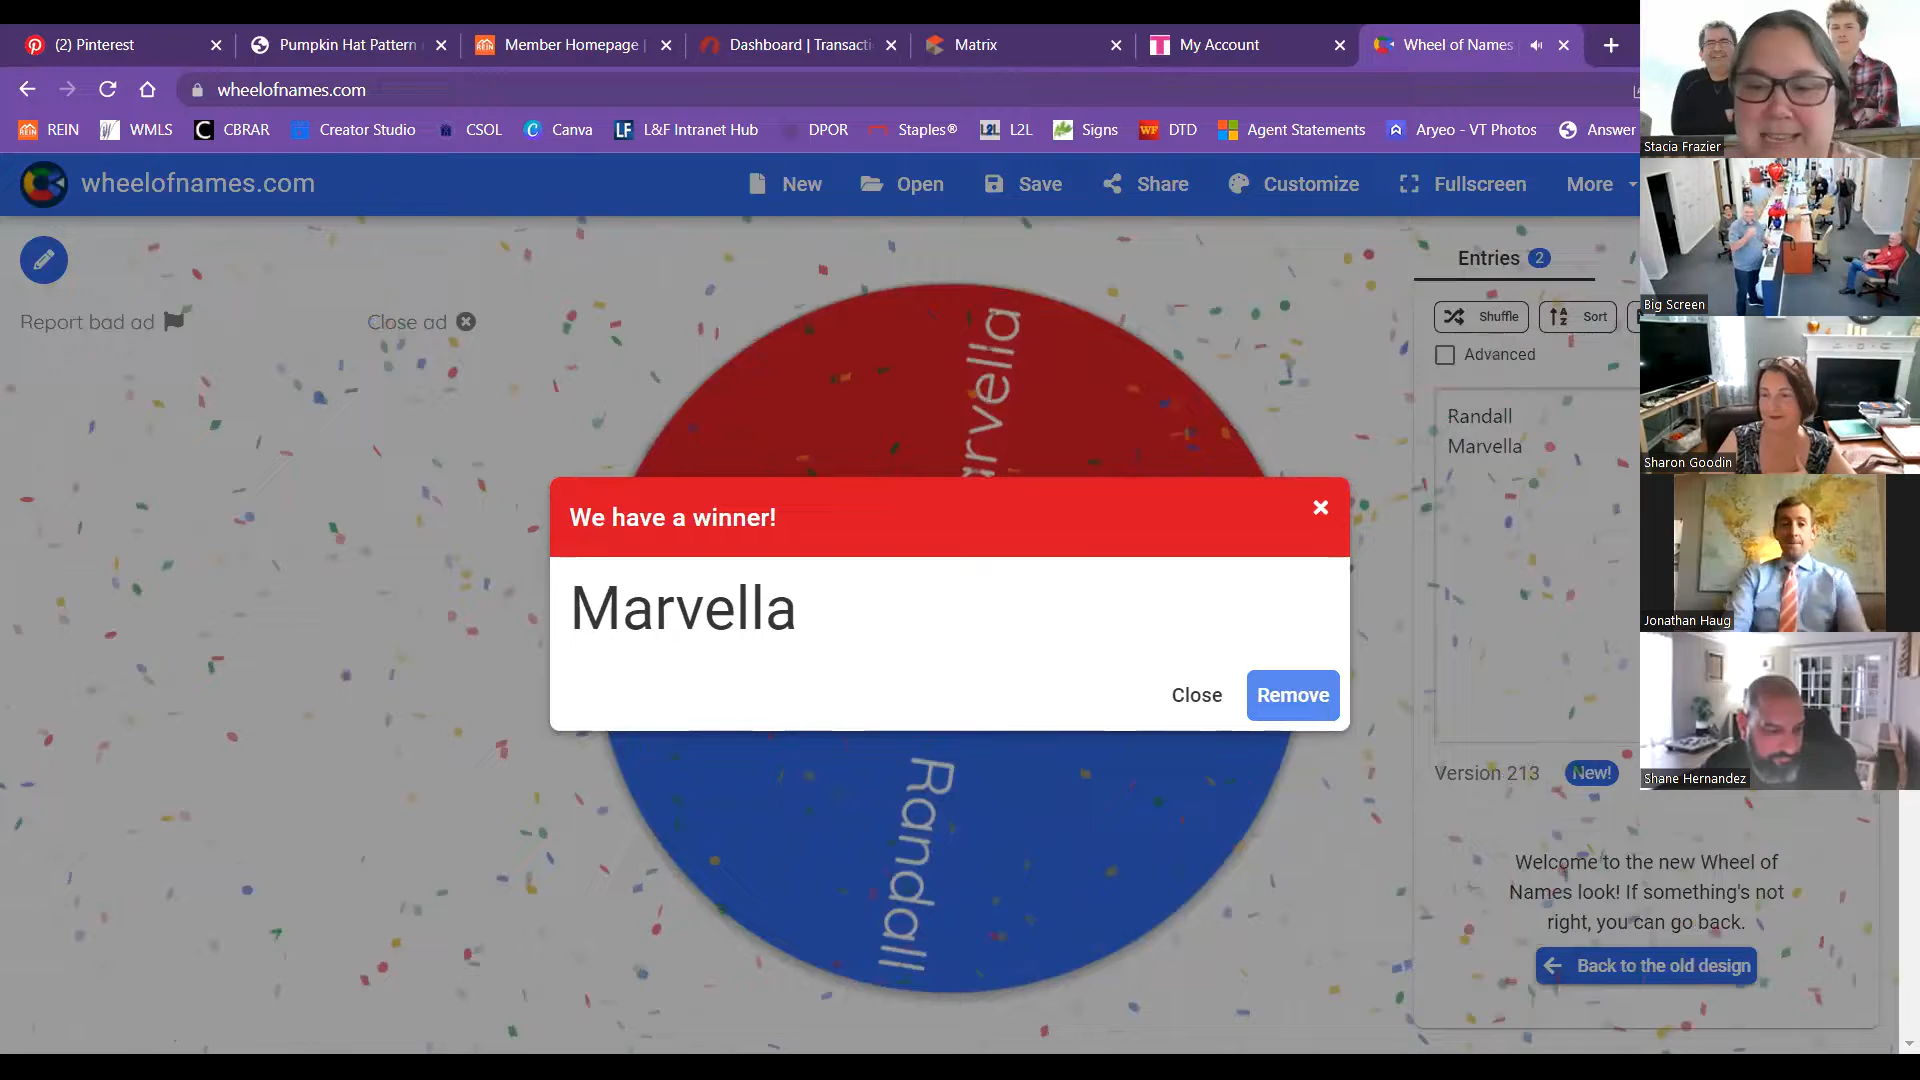 (2) Pinterest
Pumpkin Hat Pattern
Member Homepage |
Dashboard | Transacti
Matrix
My Account
Wheel of Names
wheelofnames.com
REIN
WMLS
CBRAR
Creator Studio
CSOL
Canva
L&F Intranet Hub
DPOR
Staples®
L2L
Signs
DTD
Agent Statements
Aryeo - VT Photos
Answer
wheelofnames.com
New
Open
Save
Share
Customize
Fullscreen
More
Report bad ad
Close ad
Entries 2
Shuffle
Sort
Advanced
Randall
Marvella
arvella
We have a winner!
Marvella
Close
Remove
Randall
Version 213
New!
Welcome to the new Wheel of
Names look! If something's not
right, you can go back.
Back to the old design
Stacia Frazier
Big Screen
Sharon Goodin
Jonathan Haug
Shane Hernandez